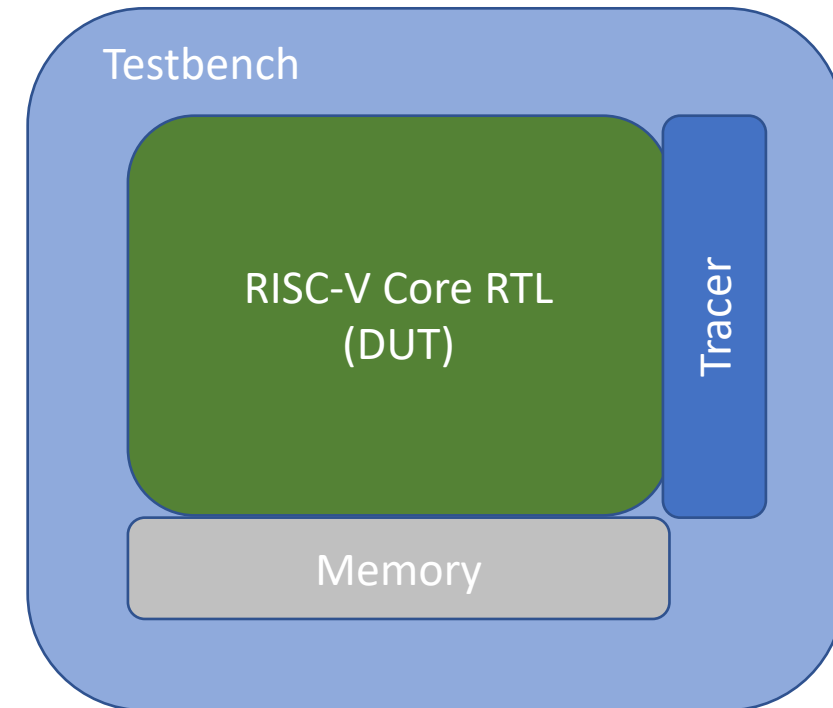 Testbench
RISC-V Core RTL
(DUT)
Tracer
Memory